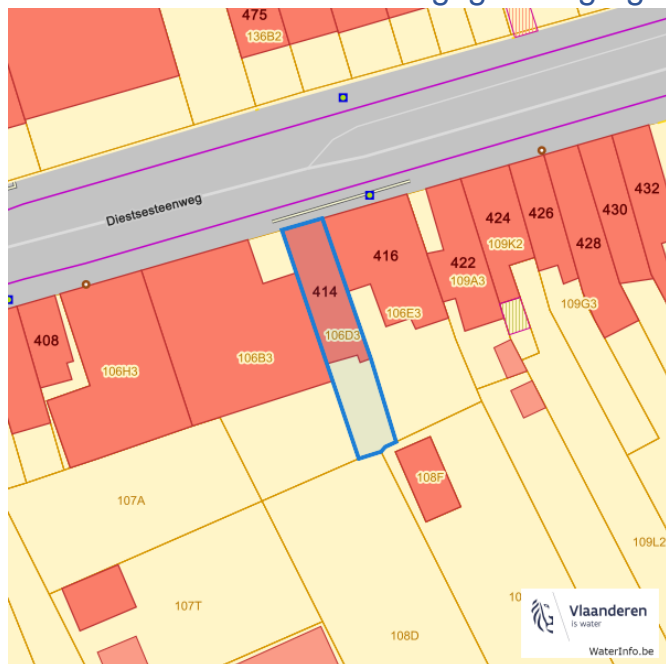 475
136B2
Diestsesteenweg
432
430
424
426
416
428
422
109K2
414
109A3
109G3
106E3
106D3
408
106B3
106H3
108F
107A
109L2
107T
108D
Vlaanderen
is water
WaterInfo.be